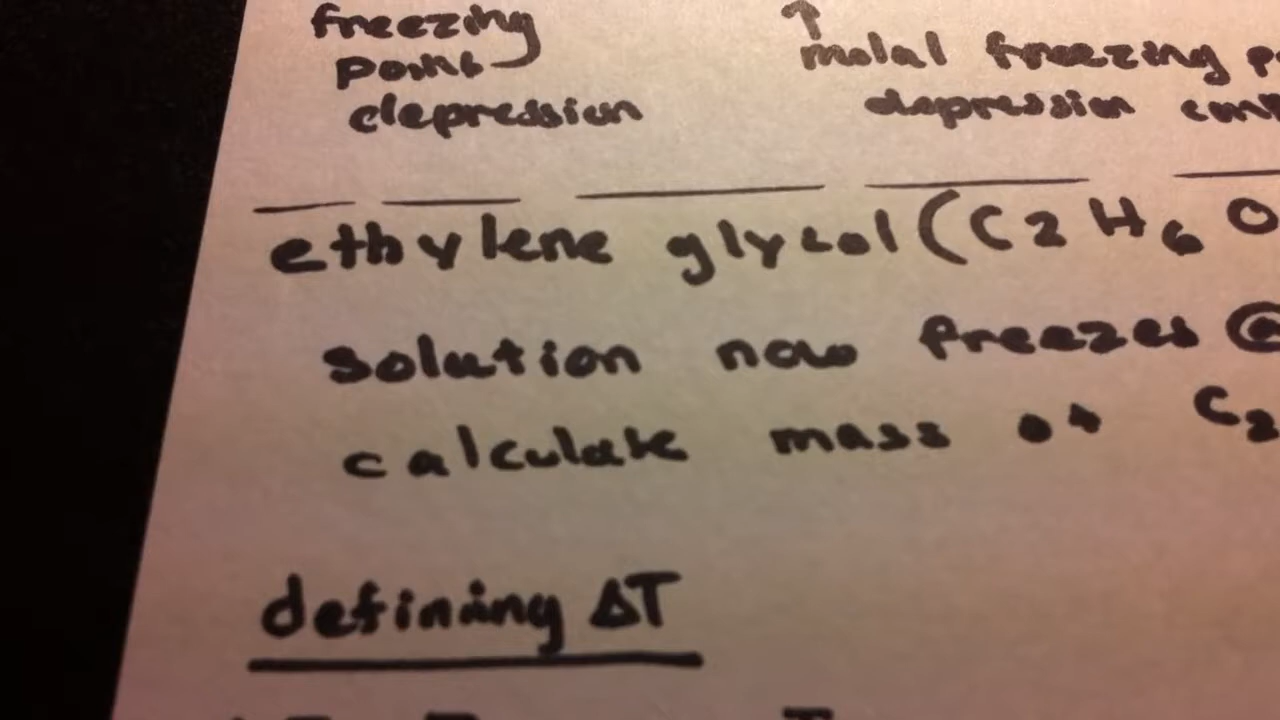 freezing ↑
point molal freezing
depression depression
ethylene glycol (C2H6O
solution now freezes @
calculate mass of C2
defining ΔT